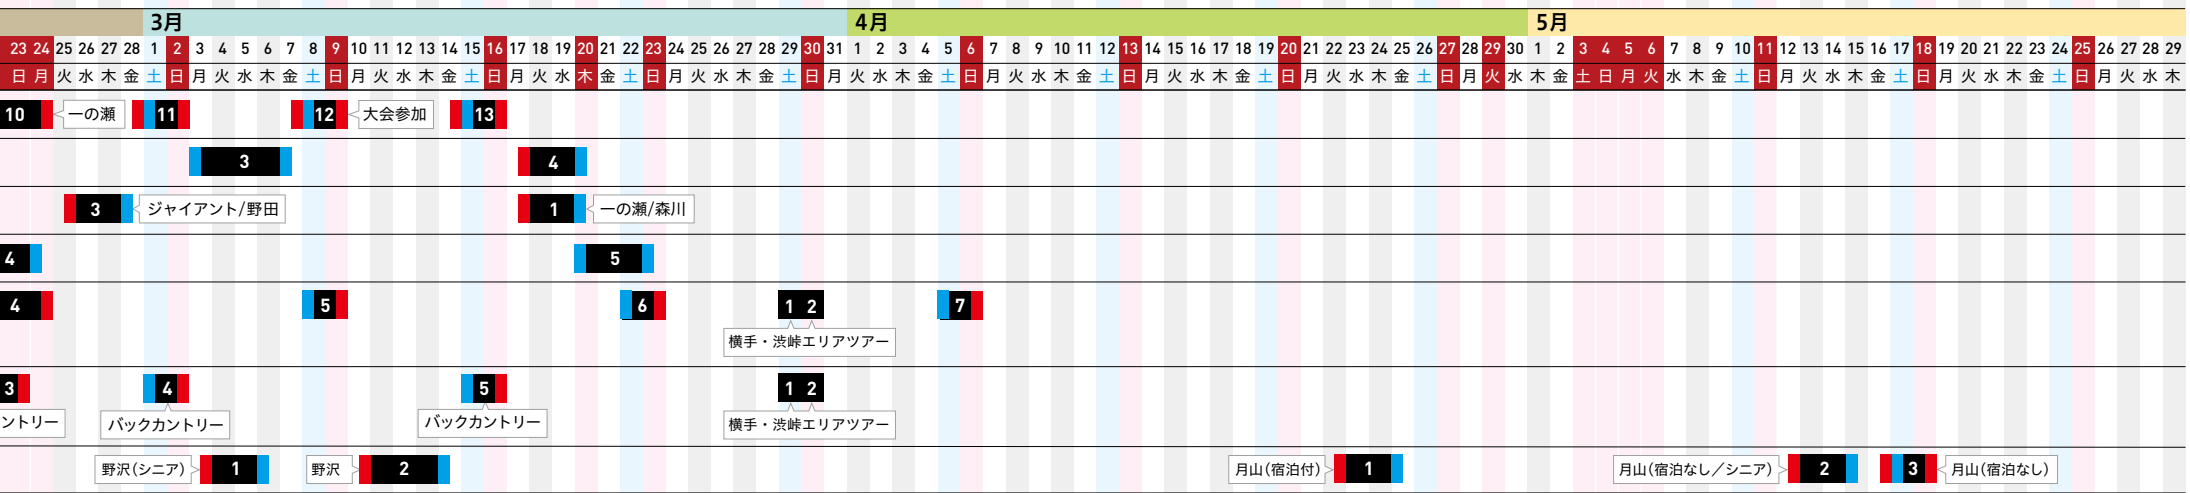 3月 4月 5月
23 24 25 26 27 28 1 2 3 4 5 6 7 8 9 10 11 12 13 14 15 16 17 18 19 20 21 22 23 24 25 26 27 28 29 30 31 1 2 3 4 5 6 7 8 9 10 11 12 13 14 15 16 17 18 19 20 21 22 23 24 25 26 27 28 29 30 1 2 3 4 5 6 7 8 9 10 11 12 13 14 15 16 17 18 19 20 21 22 23 24 25 26 27 28 29
日 月 火 水 木 金 土 日 月 火 水 木 金 土 日 月 火 水 木 金 土 日 月 火 水 木 金 土 日 月 火 水 木 金 土 日 月 火 水 木 金 土 日 月 火 水 木 金 土 日 月 火 水 木 金 土 日 月 火 水 木 金 土 日 月 火 水 木 金 土 日 月 火 水 木 金 土 日 月 火 水 木 金 土 日 月 火 水 木 金 土 日 月 火 水 木
10 一の瀬 11 12 大会参加 13
3 4
3 ジャイアント/野田 1 一の瀬/森川
4 5
4 5 6 1 2 7
横手・渋峠エリアツアー
3 4 5 1 2
ントリー バックカントリー バックカントリー 横手・渋峠エリアツアー
野沢(シニア) 1 野沢 2 月山(宿泊付) 1 月山(宿泊なし／シニア) 2 3 月山(宿泊なし)